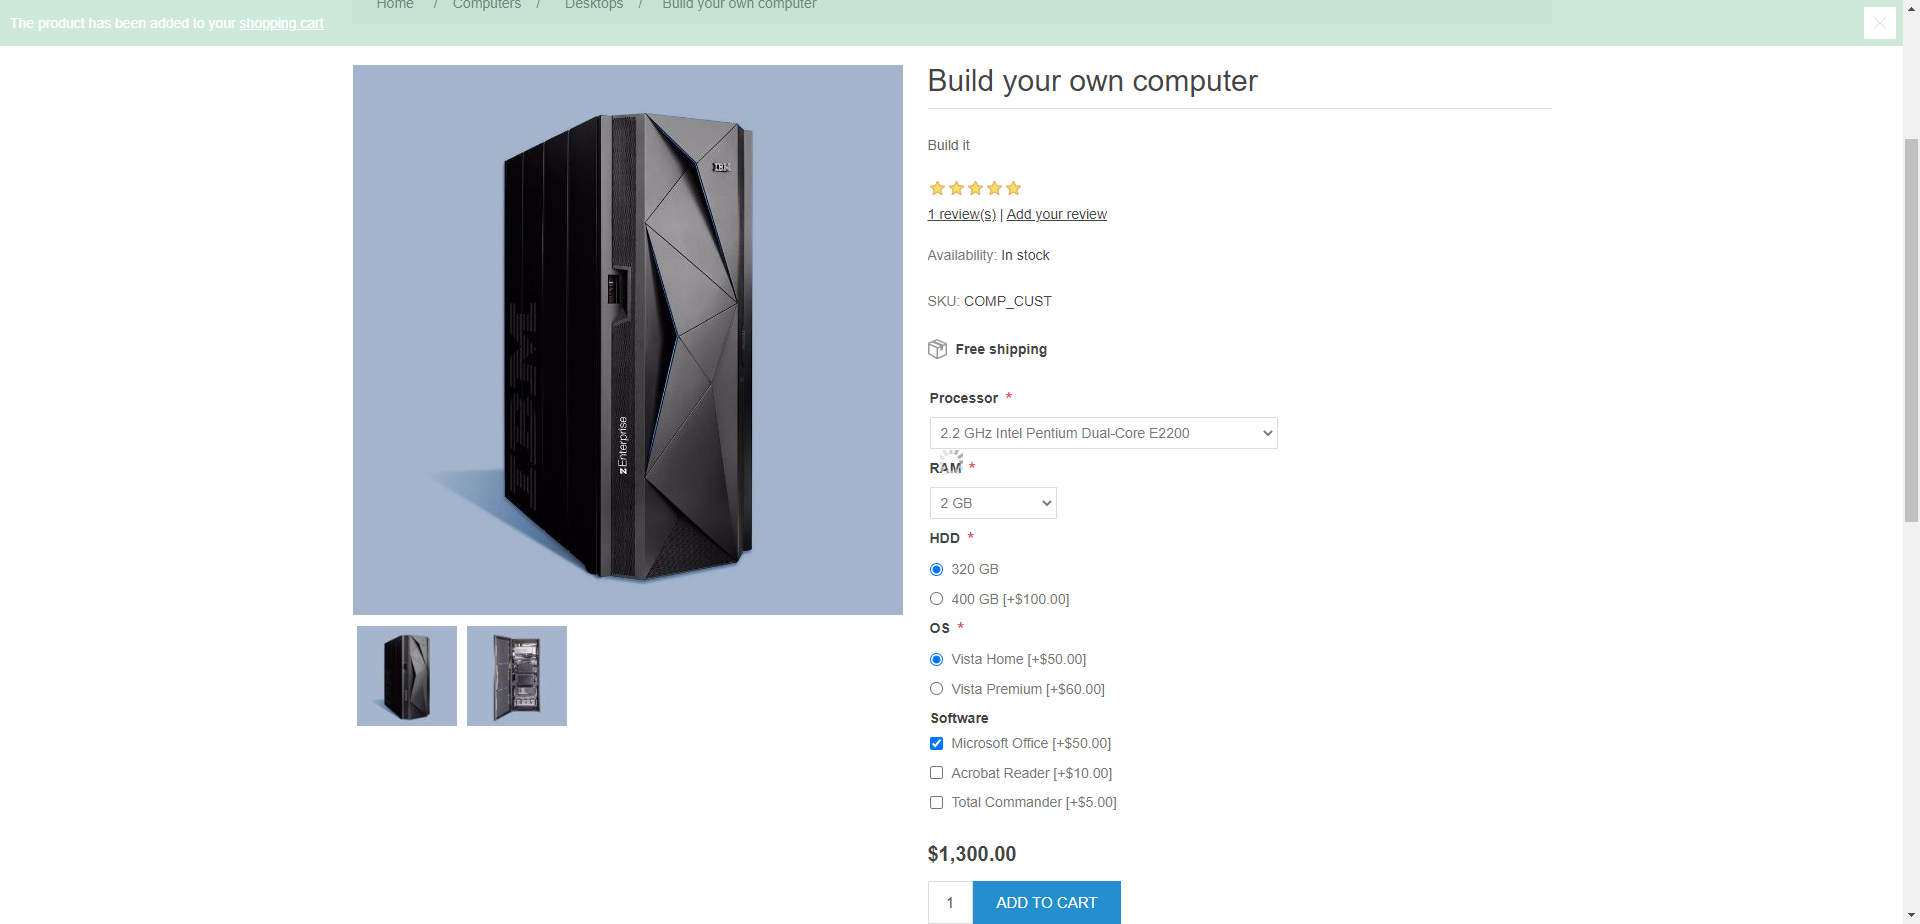 Home / Computers / Desktops / Build your own computer
The product has been added to your shopping cart
Build your own computer
Build it
1 review(s) | Add your review
Availability: In stock
SKU: COMP_CUST
Free shipping
Processor *
2.2 GHz Intel Pentium Dual-Core E2200
RAM *
2 GB
HDD *
320 GB
400 GB [+$100.00]
OS *
Vista Home [+$50.00]
Vista Premium [+$60.00]
Software
Microsoft Office [+$50.00]
Acrobat Reader [+$10.00]
Total Commander [+$5.00]
$1,300.00
1 ADD TO CART
IBM
IBM
zEnterprise